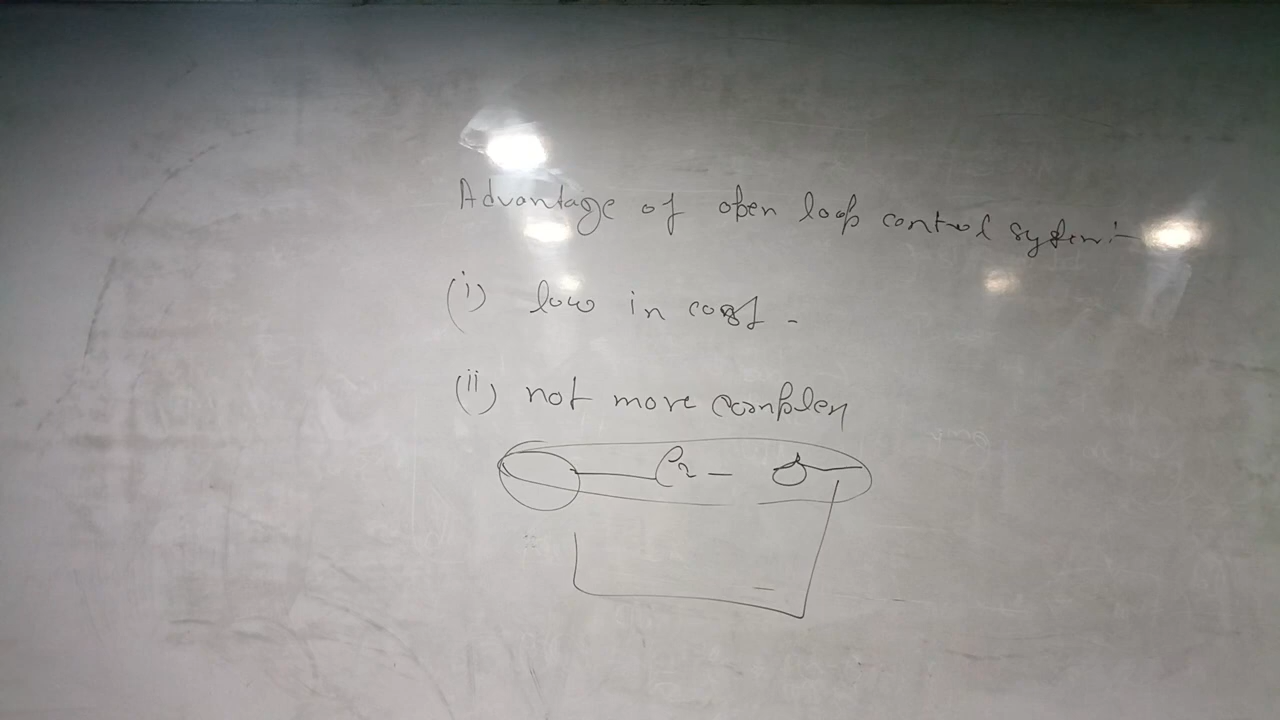 Advantage of open loop control system:-
(i) low in cost -
(ii) not more complex